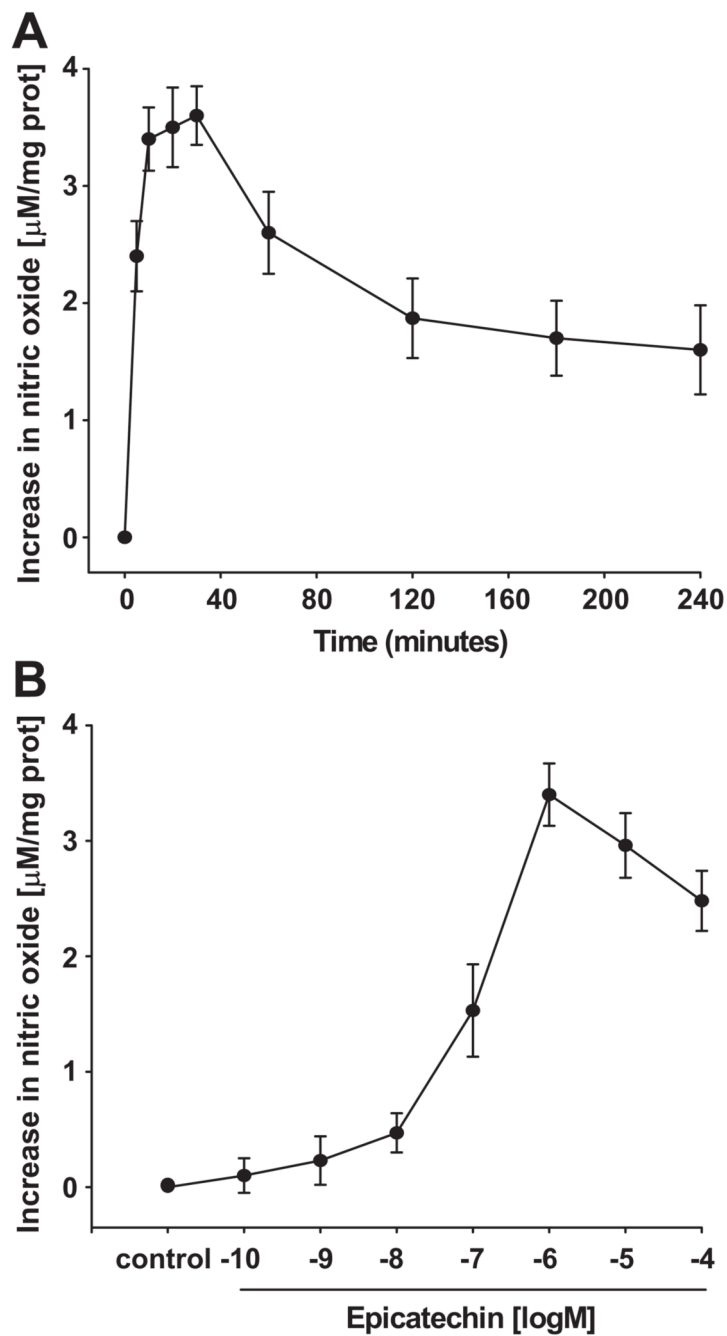 A
Increase in nitric oxide [μM/mg prot]
4
3
2
1
0
0 40 80 120 160 200 240
Time (minutes)
B
Increase in nitric oxide [μM/mg prot]
4
3
2
1
0
control -10 -9 -8 -7 -6 -5 -4
Epicatechin [logM]